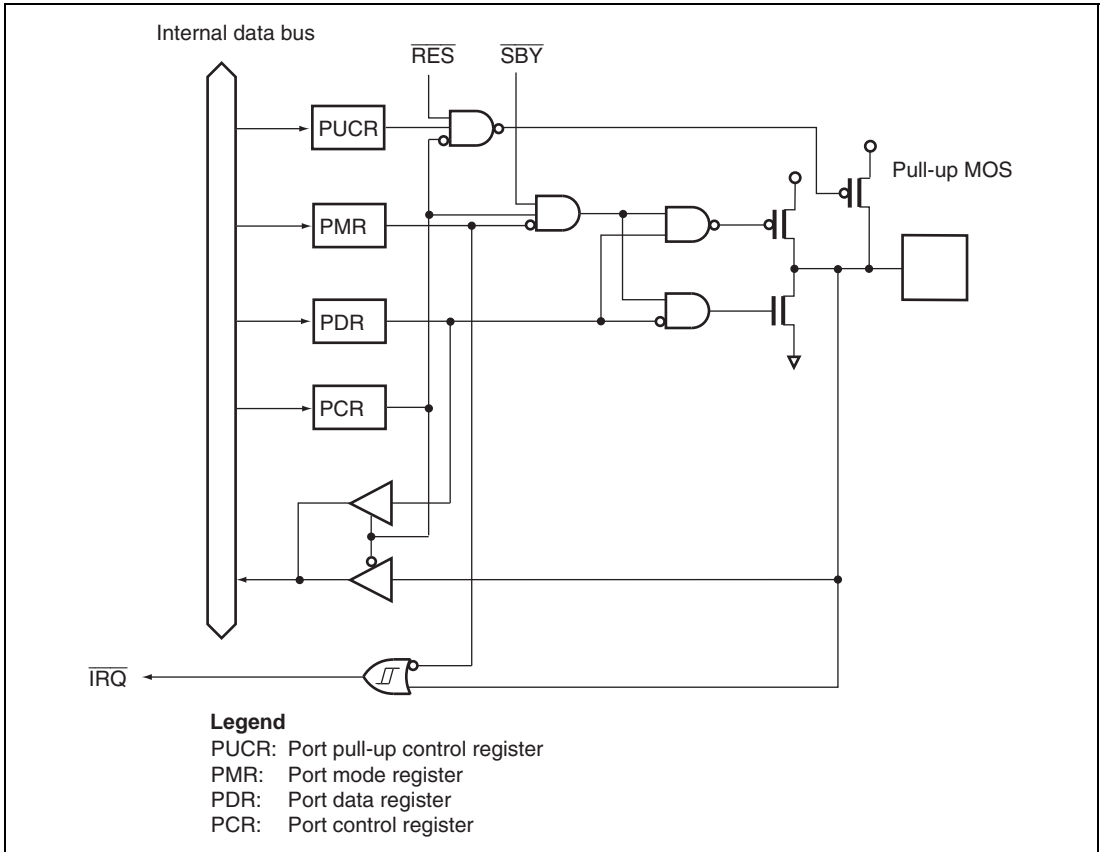 Internal data bus
RES
SBY
PUCR
Pull-up MOS
PMR
PDR
PCR
IRQ
Legend
PUCR: Port pull-up control register
PMR: Port mode register
PDR: Port data register
PCR: Port control register